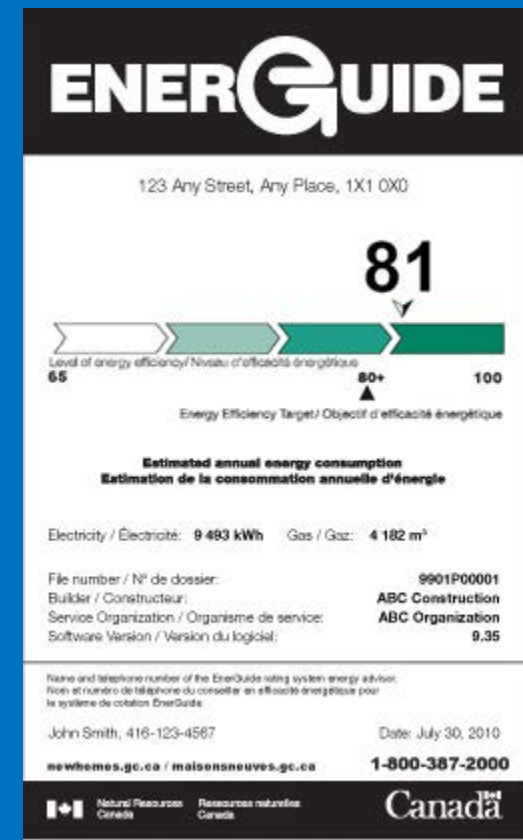 ENERGUIDE
123 Any Street, Any Place, 1X1 0X0
81
Level of energy efficiency/ Niveau d'efficacité énergétique
65 80+ 100
Energy Efficiency Target/ Objectif d'efficacité énergétique
Estimated annual energy consumption
Estimation de la consommation annuelle d'énergie
Electricity / Électricité: 9 493 kWh Gas / Gaz: 4 182 m³
File number / Nº de dossier: 9901P00001
Builder / Constructeur: ABC Construction
Service Organization / Organisme de service: ABC Organization
Software Version / Version du logiciel: 9.35
Name and telephone number of the EnerGuide rating system energy advisor.
Nom et numéro de téléphone du conseiller en efficacité énergétique pour
le système de cotation ÉnerGuide
John Smith, 416-123-4567 Date: July 30, 2010
newhomes.gc.ca / maisonsneuves.gc.ca 1-800-387-2000
Natural Resources Ressources naturelles
Canada Canada
Canada